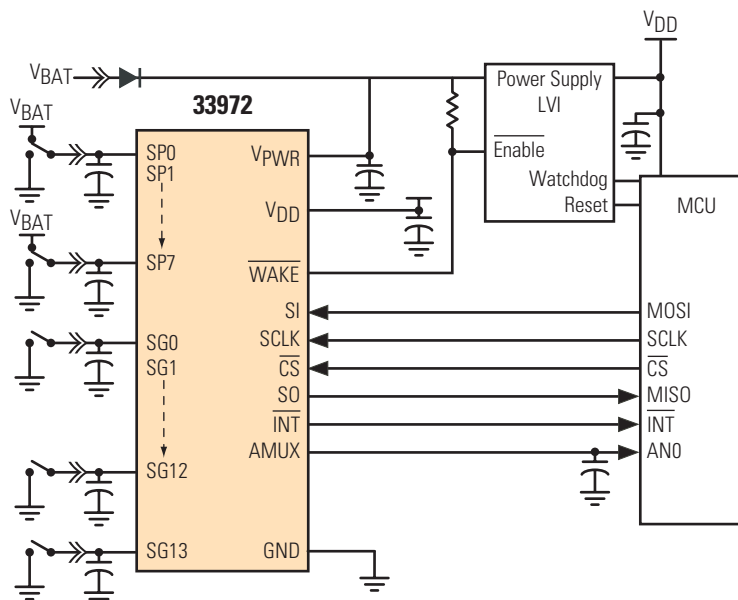 VDD
VBAT
Power Supply
LVI
33972
VBAT
SP0
SP1
VPWR
Enable
VDD
Watchdog
Reset
MCU
VBAT
SP7
WAKE
SI
MOSI
SG0
SCLK
SCLK
SG1
CS
CS
SO
MISO
INT
INT
AMUX
AN0
SG12
SG13
GND